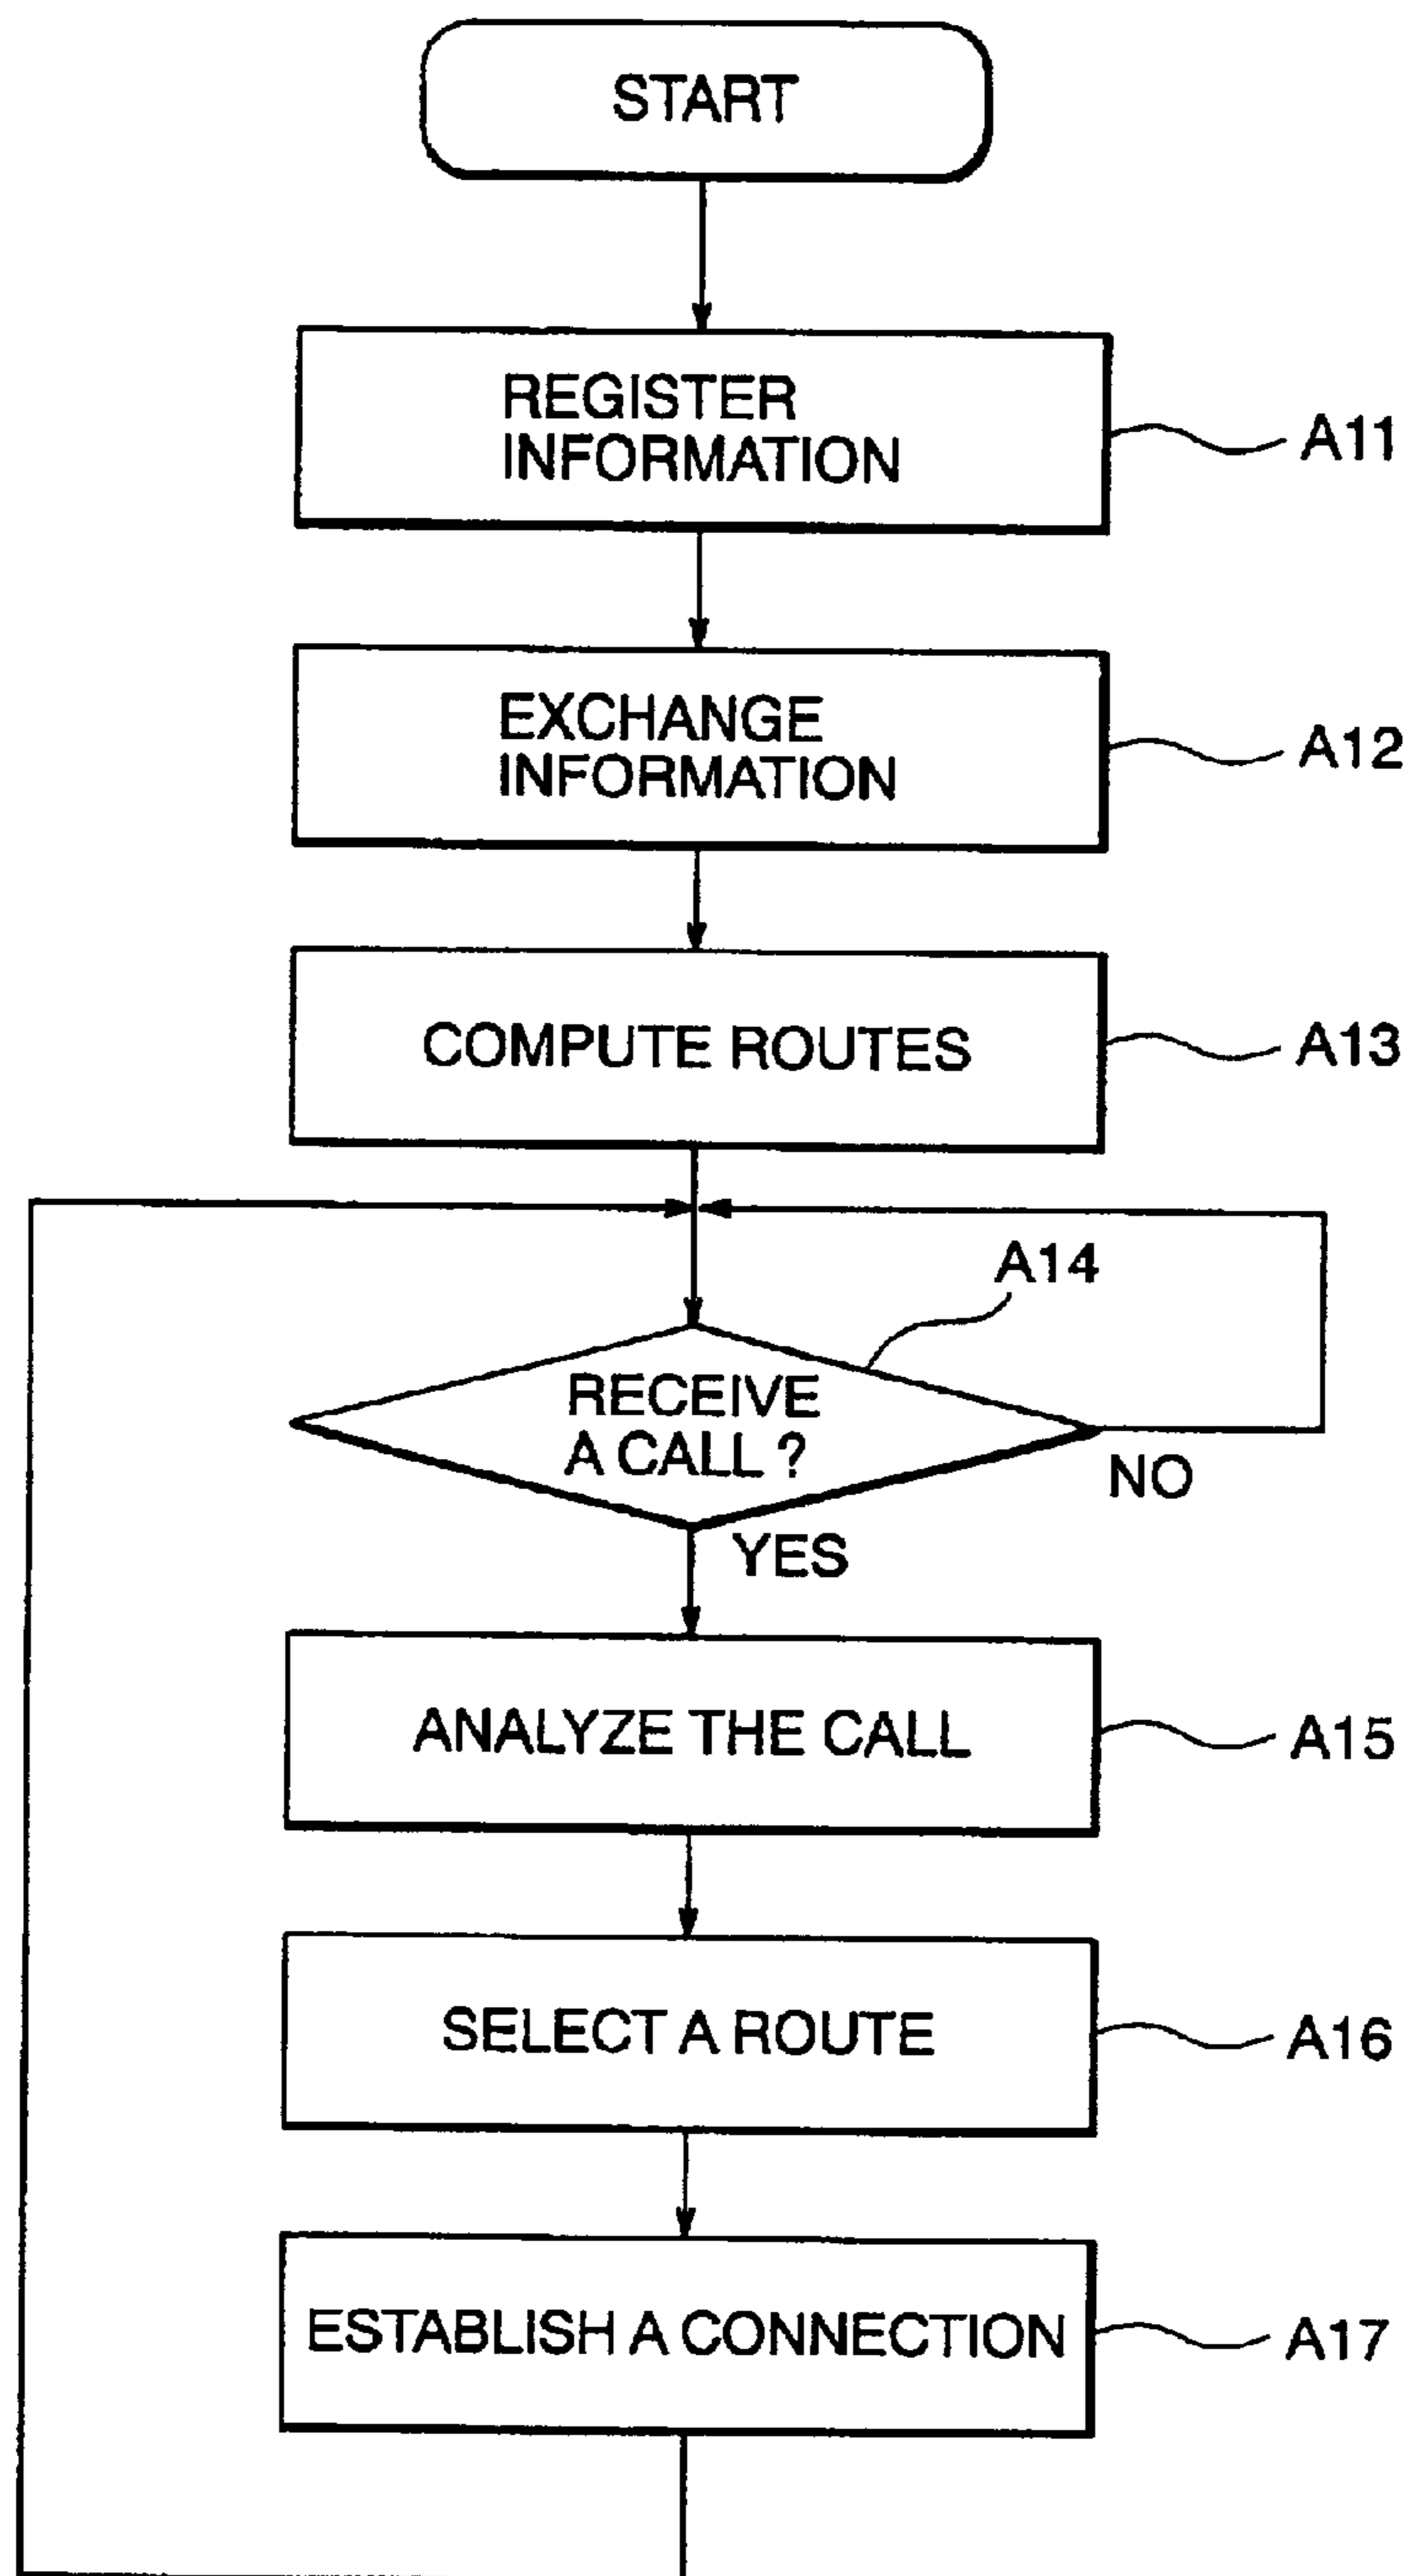 START
REGISTER
INFORMATION
A11
EXCHANGE
INFORMATION
A12
COMPUTE ROUTES
A13
A14
RECEIVE
A CALL ?
NO
YES
ANALYZE THE CALL
A15
SELECT A ROUTE
A16
ESTABLISH A CONNECTION
A17